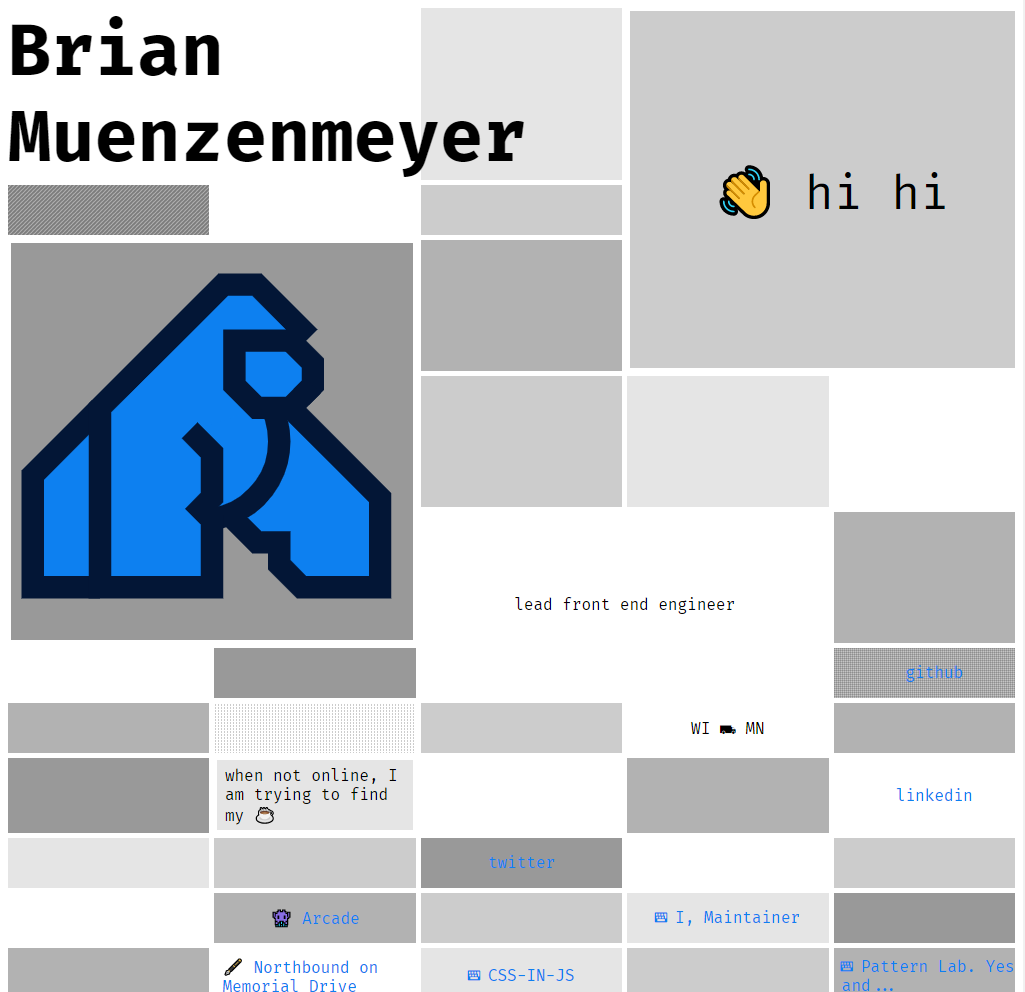 Brian
Muenzenmeyer
👋 hi hi
lead front end engineer
github
WI ⛟ MN
when not online, I
am trying to find
my ☕
linkedin
twitter
👾 Arcade
⌨ I, Maintainer
🖌 Northbound on
Memorial Drive
⌨ CSS-IN-JS
⌨ Pattern Lab. Yes
and...